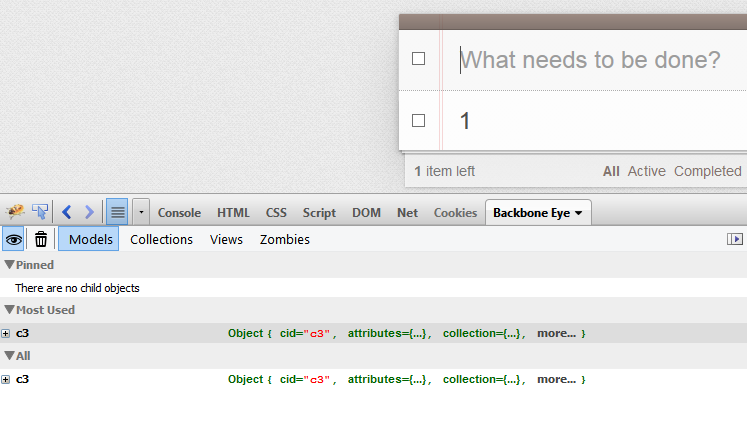 What needs to be done?
1
1 item left All Active Completed
Console HTML CSS Script DOM Net Cookies Backbone Eye
Models Collections Views Zombies
Pinned
There are no child objects
Most Used
c3 Object { cid="c3", attributes={...}, collection={...}, more... }
All
c3 Object { cid="c3", attributes={...}, collection={...}, more... }